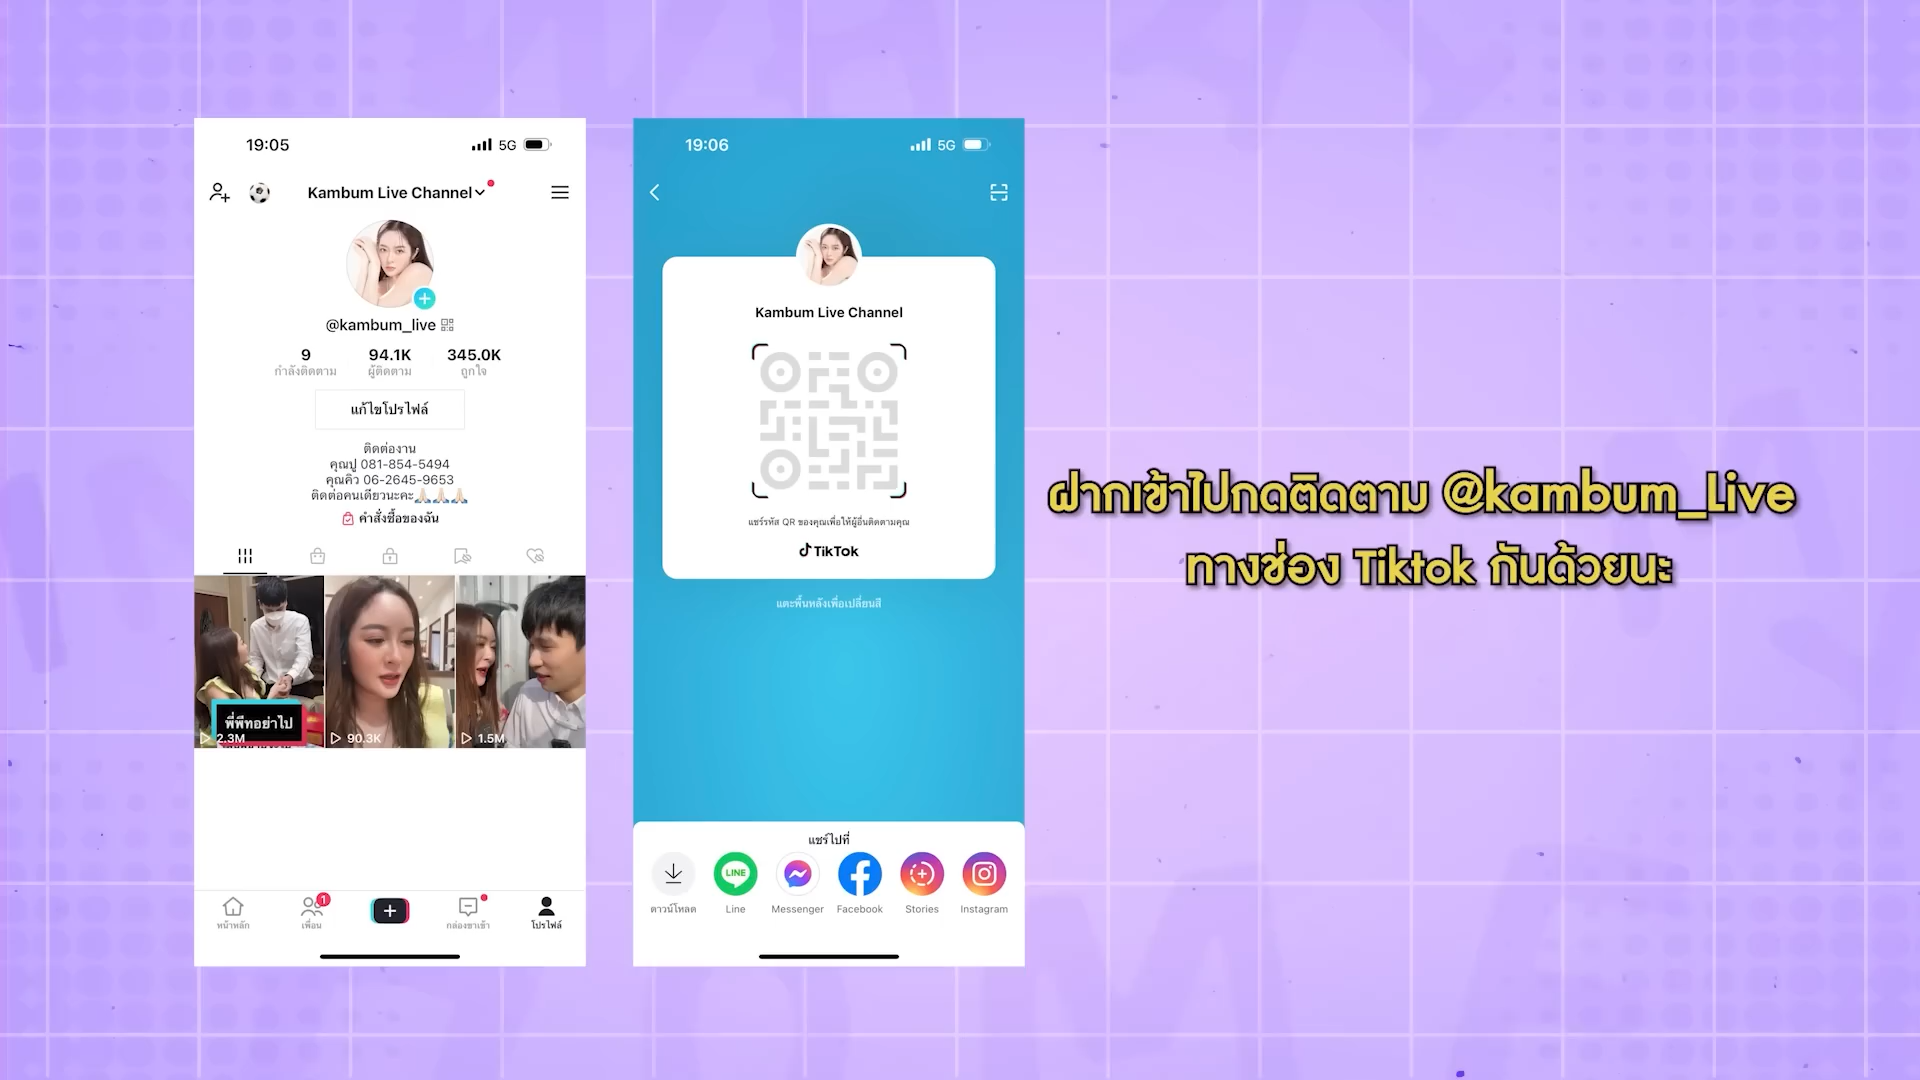 19:05
5G
Kambum Live Channel
@kambum_live
9
94.1K
345.0K
กำลังติดตาม
ผู้ติดตาม
ถูกใจ
แก้ไขโปรไฟล์
ติดต่องาน
คุณปู 081-854-5494
คุณคิว 06-2645-9653
ติดต่อคนเดียวนะคะ🙏🏻🙏🏻🙏🏻
คำสั่งซื้อของฉัน
พี่พีทอย่าไป
2.3M
90.3K
1.5M
หน้าหลัก
1
เพื่อน
กล่องขาเข้า
โปรไฟล์
19:06
5G
Kambum Live Channel
แชร์รหัส QR ของคุณเพื่อให้ผู้อื่นติดตามคุณ
TikTok
แตะพื้นหลังเพื่อเปลี่ยนสี
แชร์ไปที่
LINE
ดาวน์โหลด
Line
Messenger
Facebook
Stories
Instagram
ฝากเข้าไปกดติดตาม @kambum_Live
ทางช่อง Tiktok กันด้วยนะ